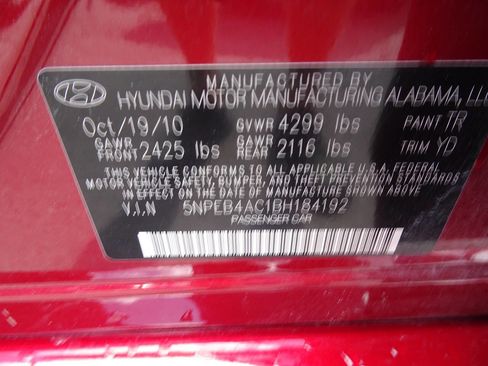 MANUFACTURED BY
HYUNDAI MOTOR MANUFACTURING ALABAMA, LLC
Oct/19/10 GVWR 4299 lbs PAINT TR
GAWR FRONT 2425 lbs GAWR REAR 2116 lbs TRIM YD
THIS VEHICLE CONFORMS TO ALL APPLICABLE U.S.A. FEDERAL
MOTOR VEHICLE SAFETY, BUMPER, AND THEFT PREVENTION STANDARDS
IN EFFECT ON THE DATE OF MANUFACTURE SHOWN ABOVE.
V.I.N 5NPEB4AC1BH184192
PASSENGER CAR